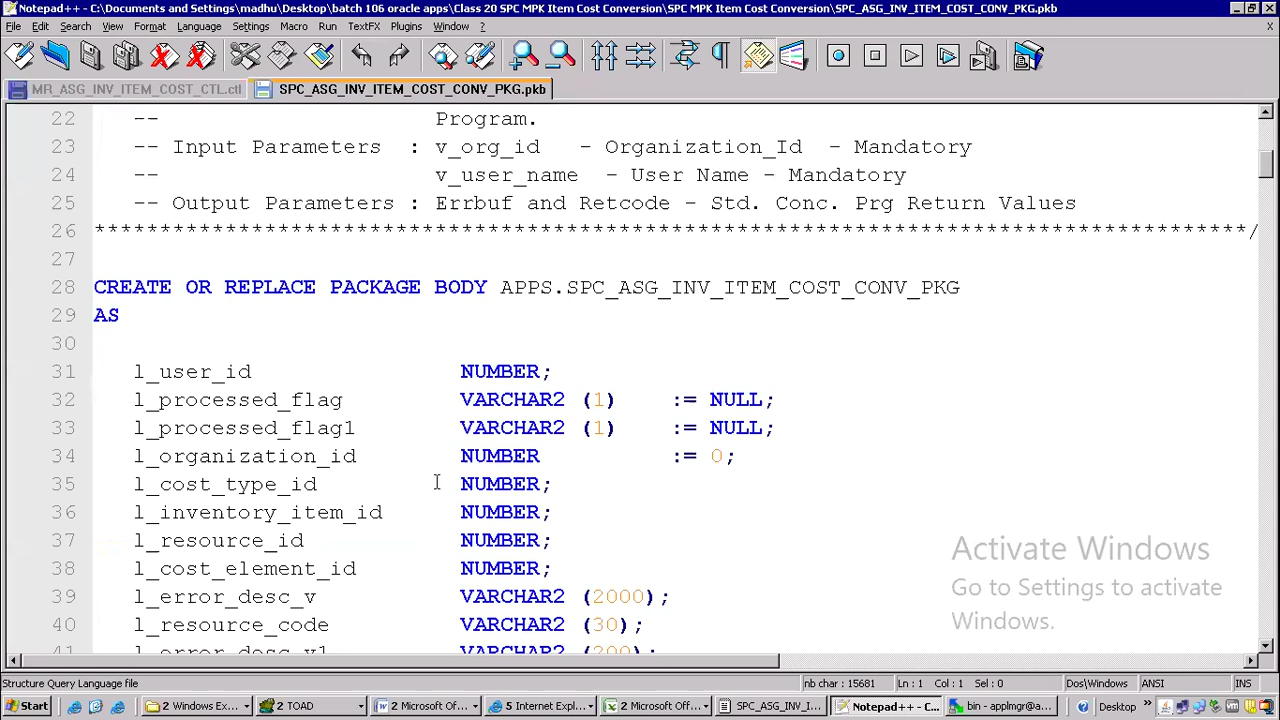 Notepad++ - C:\Documents and Settings\madhu\Desktop\batch 106 oracle apps\Class 20 SPC MPK Item Cost Conversion\SPC MPK Item Cost Conversion\SPC_ASG_INV_ITEM_COST_CONV_PKG.pkb
File Edit Search View Format Language Settings Macro Run TextFX Plugins Window ? X
MR_ASG_INV_ITEM_COST_CTL.ctl SPC_ASG_INV_ITEM_COST_CONV_PKG.pkb
22 -- Program.
23 -- Input Parameters : v_org_id - Organization_Id - Mandatory
24 -- v_user_name - User Name - Mandatory
25 -- Output Parameters : Errbuf and Retcode - Std. Conc. Prg Return Values
26 ****************************************************************************************/
27
28 CREATE OR REPLACE PACKAGE BODY APPS.SPC_ASG_INV_ITEM_COST_CONV_PKG
29 AS
30
31 l_user_id NUMBER;
32 l_processed_flag VARCHAR2 (1) := NULL;
33 l_processed_flag1 VARCHAR2 (1) := NULL;
34 l_organization_id NUMBER := 0;
35 l_cost_type_id NUMBER;
36 l_inventory_item_id NUMBER;
37 l_resource_id NUMBER;
38 l_cost_element_id NUMBER;
39 l_error_desc_v VARCHAR2 (2000);
40 l_resource_code VARCHAR2 (30);
41 l_error_desc_v1 VARCHAR2 (200);
Activate Windows
Go to Settings to activate
Windows.
Structure Query Language file nb char : 15681 Ln : 1 Col : 1 Sel : 0 Dos\Windows ANSI INS
Start 2 Windows Ex... 2 TOAD 2 Microsoft Of... 5 Internet E... 2 Microsoft Off... SPC_ASG_IN... Notepad++ - C... bin - applmgr@a... Desktop